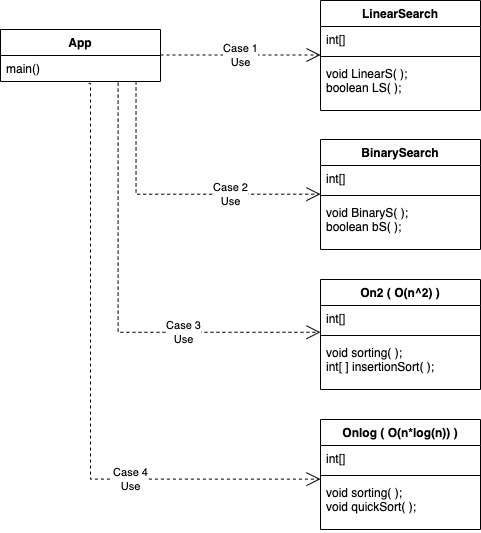 App
main()
Case 1
Use
LinearSearch
int[]
void LinearS( );
boolean LS( );
Case 2
Use
BinarySearch
int[]
void BinaryS( );
boolean bS( );
Case 3
Use
On2 ( O(n^2) )
int[]
void sorting( );
int[ ] insertionSort( );
Case 4
Use
Onlog ( O(n*log(n)) )
int[]
void sorting( );
void quickSort( );